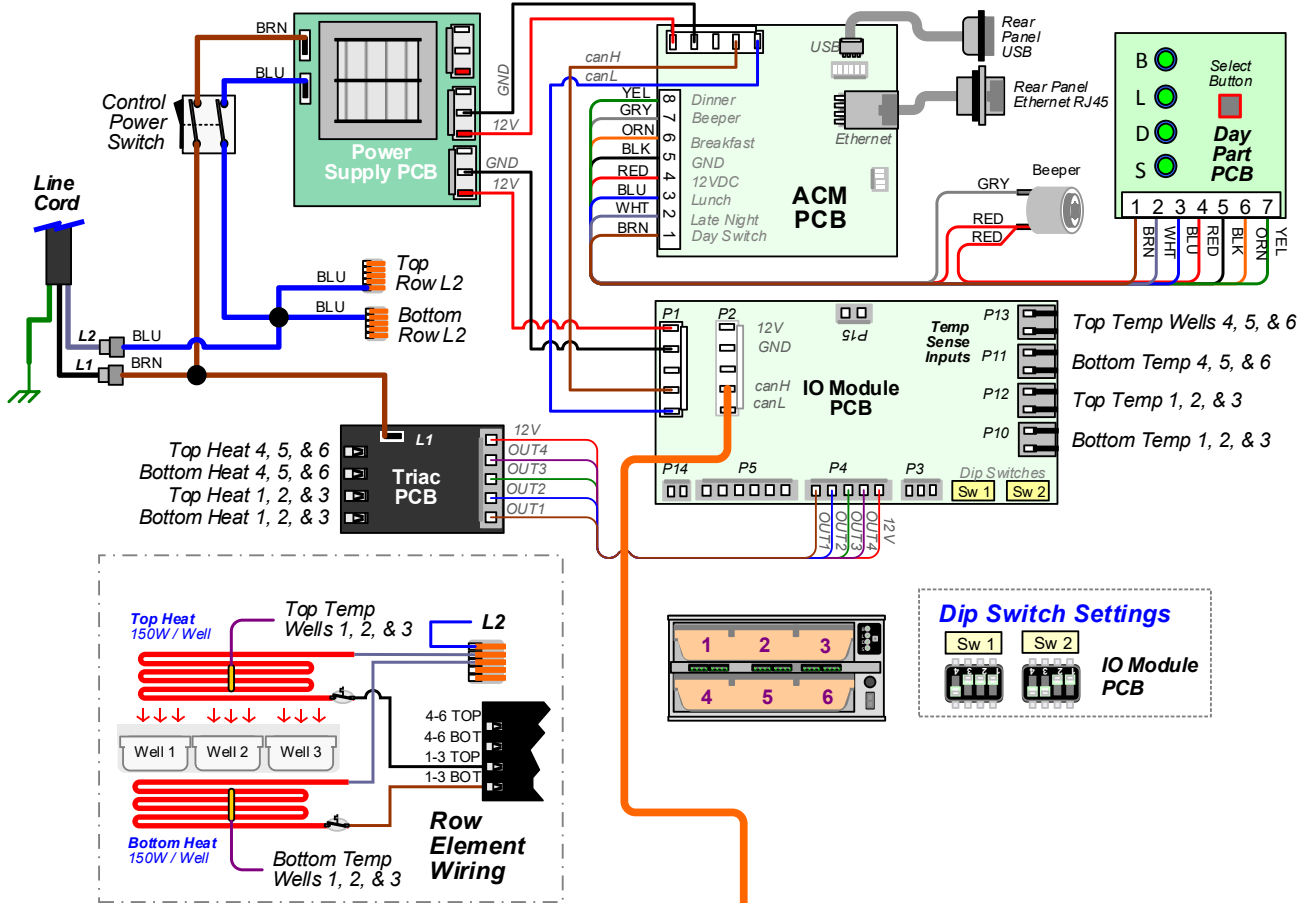 BRN
BLU
Control
Power
Switch
Power
Supply PCB
GND
12V
GND
12V
Line
Cord
L2
BLU
L1
BRN
BLU
Top
Row L2
BLU
Bottom
Row L2
canH
canL
USB
Ethernet
Rear
Panel
USB
Rear Panel
Ethernet RJ45
YEL 8 Dinner
GRY 7 Beeper
ORN 6 Breakfast
BLK 5 GND
RED 4 12VDC
BLU 3 Lunch
WHT 2 Late Night
BRN 1 Day Switch
ACM
PCB
GRY
RED
RED
Beeper
B
L
D
S
Select
Button
Day
Part
PCB
1 2 3 4 5 6 7
BRN
WHT
BLU
RED
BLK
ORN
YEL
P1
P2
12V
GND
canH
canL
P15
Temp
Sense
Inputs
IO Module
PCB
P13
Top Temp Wells 4, 5, & 6
P11
Bottom Temp 4, 5, & 6
P12
Top Temp 1, 2, & 3
P10
Bottom Temp 1, 2, & 3
P14
P5
P4
P3
Dip Switches
Sw 1
Sw 2
OUT1
OUT2
OUT3
OUT4
12V
Top Heat 4, 5, & 6
Bottom Heat 4, 5, & 6
Top Heat 1, 2, & 3
Bottom Heat 1, 2, & 3
L1
Triac
PCB
12V
OUT4
OUT3
OUT2
OUT1
Top Heat
150W / Well
Top Temp
Wells 1, 2, & 3
L2
Well 1
Well 2
Well 3
4-6 TOP
4-6 BOT
1-3 TOP
1-3 BOT
Bottom Heat
150W / Well
Bottom Temp
Wells 1, 2, & 3
Row
Element
Wiring
1 2 3
4 5 6
Dip Switch Settings
Sw 1
Sw 2
IO Module
PCB